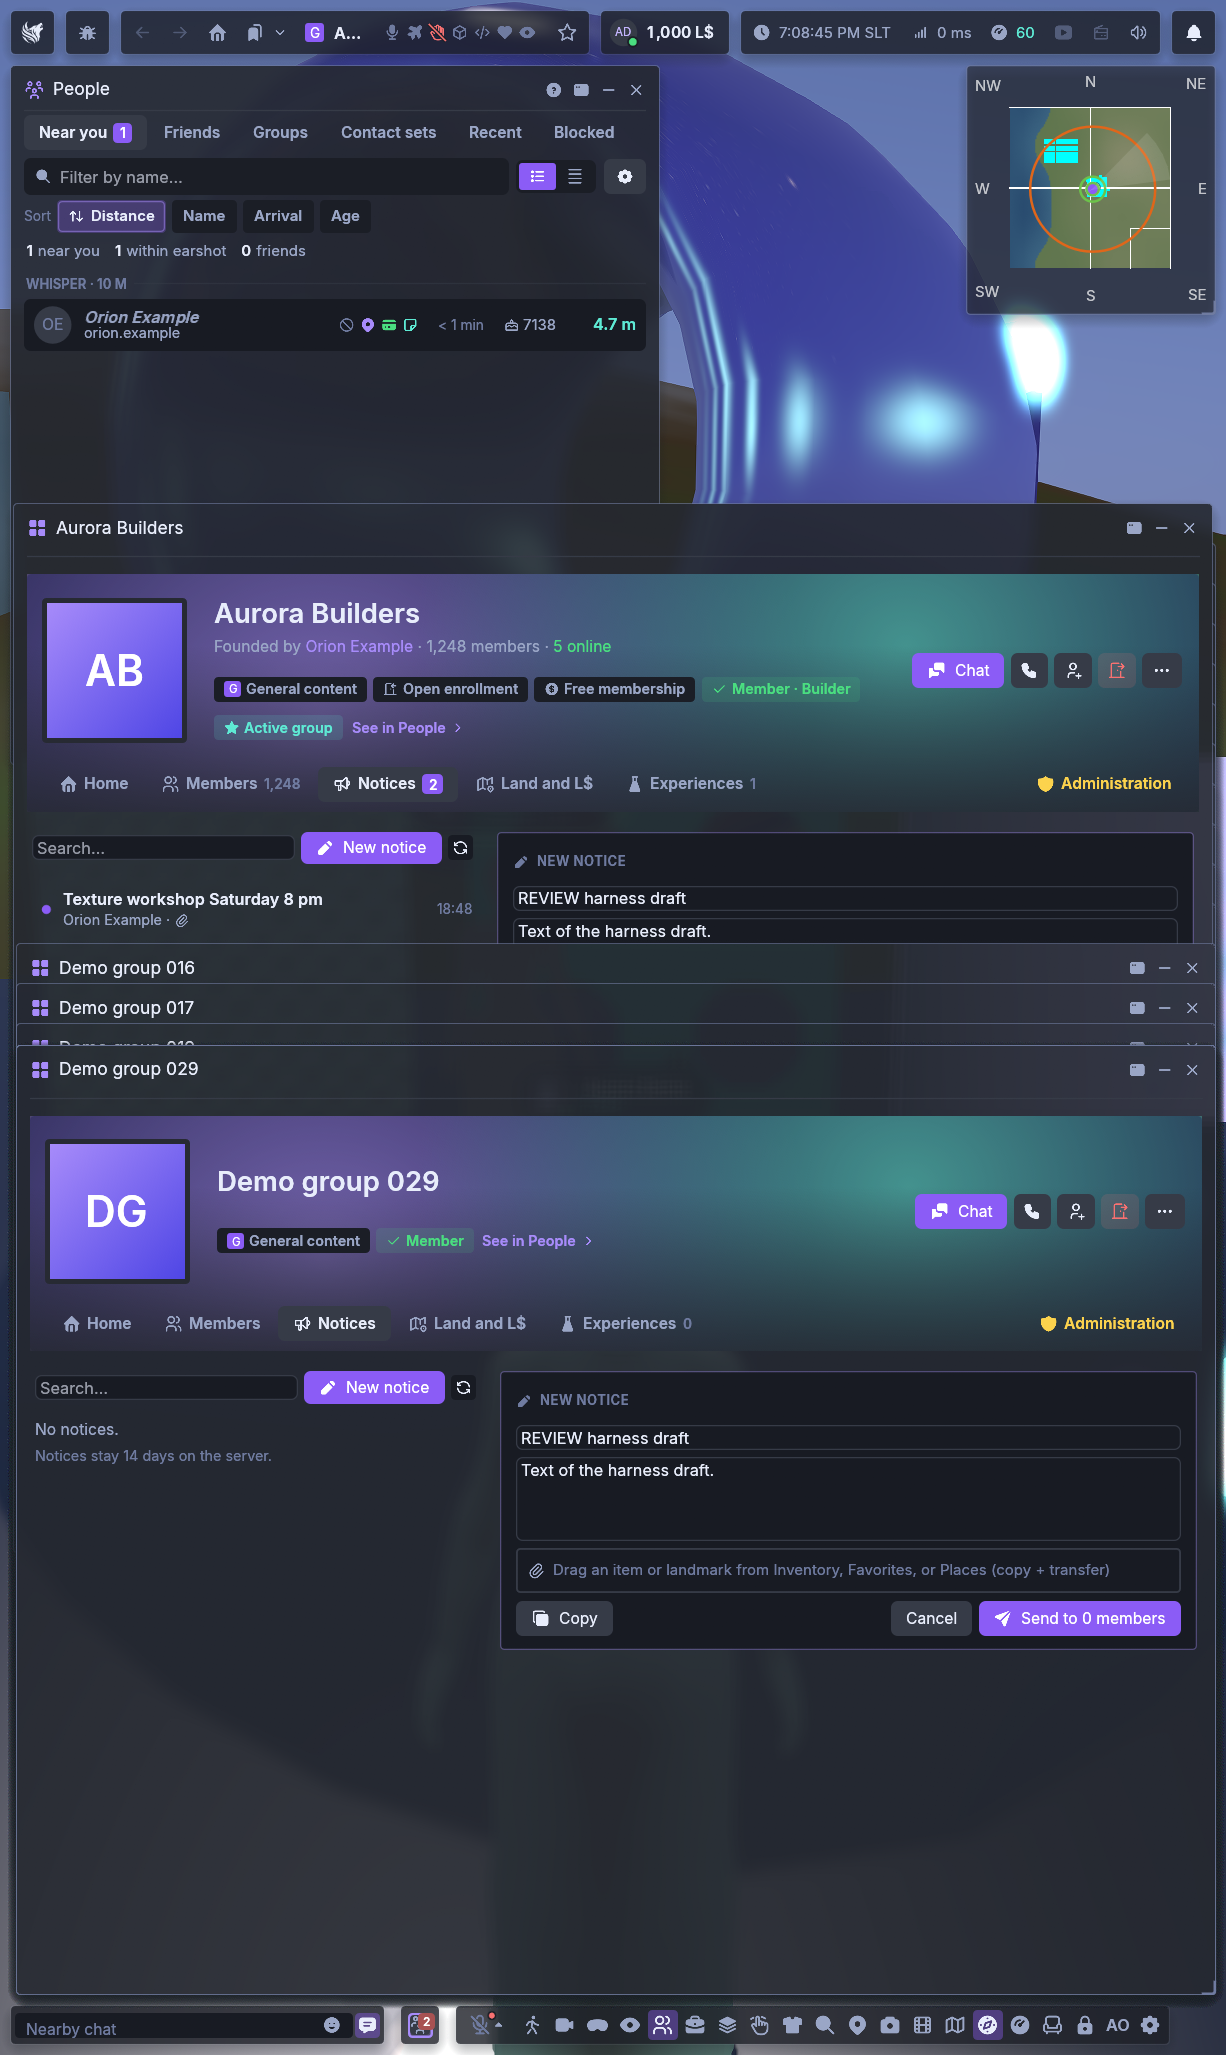 G A... AD 1,000 L$ 7:08:45 PM SLT 0 ms 60
People
Near you 1 Friends Groups Contact sets Recent Blocked
Filter by name...
Sort Distance Name Arrival Age
1 near you 1 within earshot 0 friends
WHISPER · 10 M
OE Orion Example
orion.example
< 1 min 7138 4.7 m
NW N NE
W E
SW S SE
Aurora Builders
AB
Aurora Builders
Founded by Orion Example · 1,248 members · 5 online
G General content Open enrollment Free membership Member · Builder
Active group See in People
Chat
Home Members 1,248 Notices 2 Land and L$ Experiences 1 Administration
Search... New notice
NEW NOTICE
Texture workshop Saturday 8 pm
Orion Example ·
18:48
REVIEW harness draft
Text of the harness draft.
Demo group 016
Demo group 017
Demo group 029
DG
Demo group 029
G General content Member See in People
Chat
Home Members Notices Land and L$ Experiences 0 Administration
Search... New notice
No notices.
Notices stay 14 days on the server.
NEW NOTICE
REVIEW harness draft
Text of the harness draft.
Drag an item or landmark from Inventory, Favorites, or Places (copy + transfer)
Copy Cancel Send to 0 members
Nearby chat 2 AO